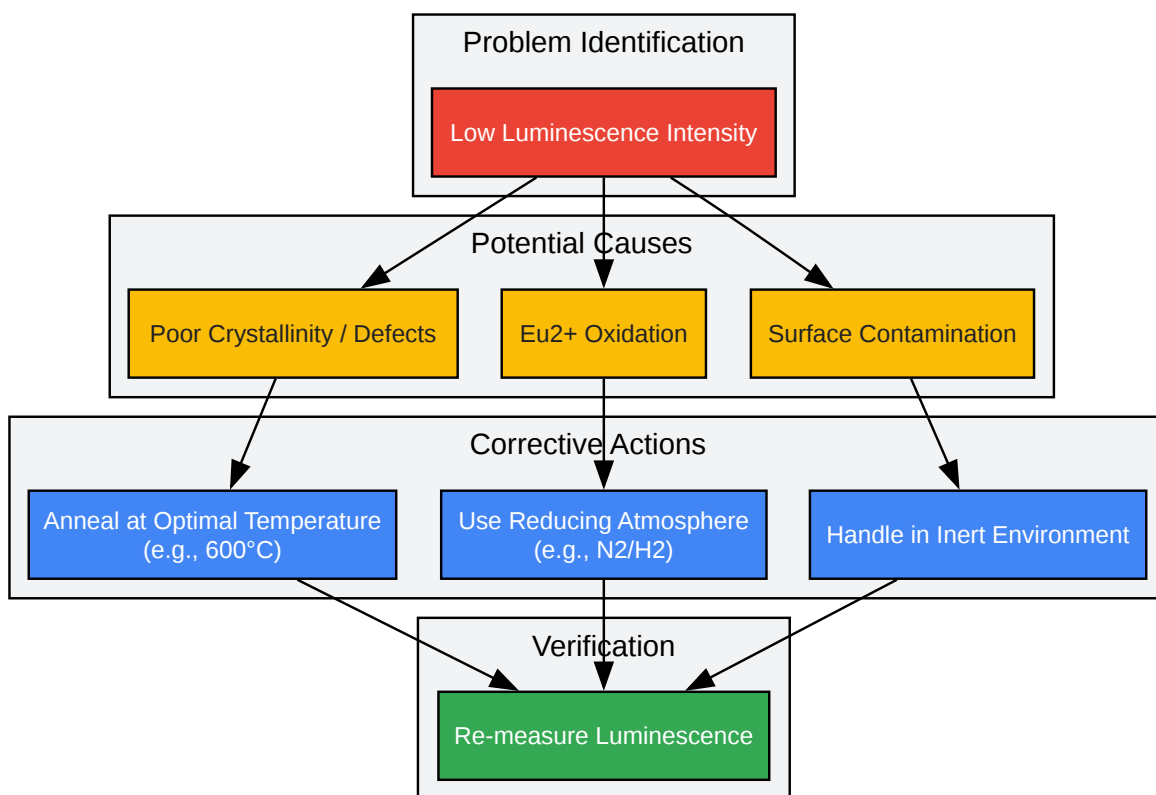 Problem Identification
Low Luminescence Intensity
Potential Causes
Poor Crystallinity / Defects
Eu2+ Oxidation
Surface Contamination
Corrective Actions
Anneal at Optimal Temperature
(e.g., 600°C)
Use Reducing Atmosphere
(e.g., N2/H2)
Handle in Inert Environment
Verification
Re-measure Luminescence